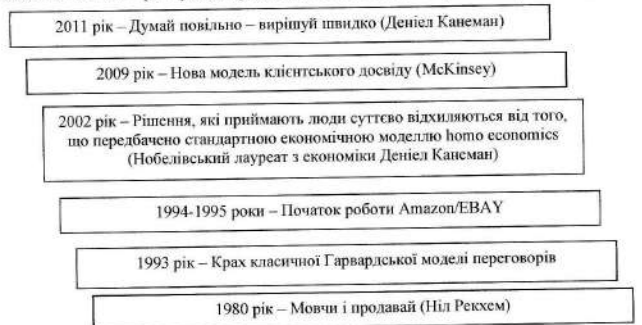 2011 рік – Думай повільно – вирішуй швидко (Деніел Канеман)
2009 рік – Нова модель клієнтського досвіду (McKinsey)
2002 рік – Рішення, які приймають люди суттєво відхиляються від того,
що передбачено стандартною економічною моделлю homo economics
(Нобелівський лауреат з економіки Деніел Канеман)
1994-1995 роки – Початок роботи Amazon/EBAY
1993 рік – Крах класичної Гарвардської моделі переговорів
1980 рік – Мовчи і продавай (Ніл Рекхем)